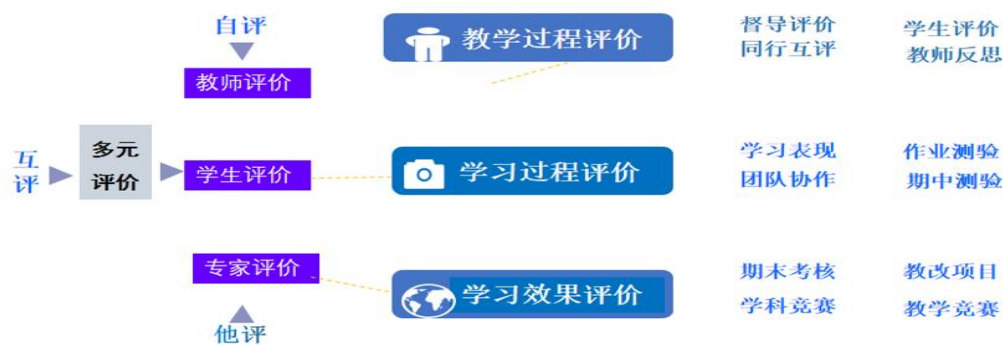 自评
教师评价
互
评
多元
评价
学生评价
专家评价
他评
教学过程评价
督导评价 学生评价
同行互评 教师反思
学习过程评价
学习表现 作业测验
团队协作 期中测验
学习效果评价
期末考核 教改项目
学科竞赛 教学竞赛